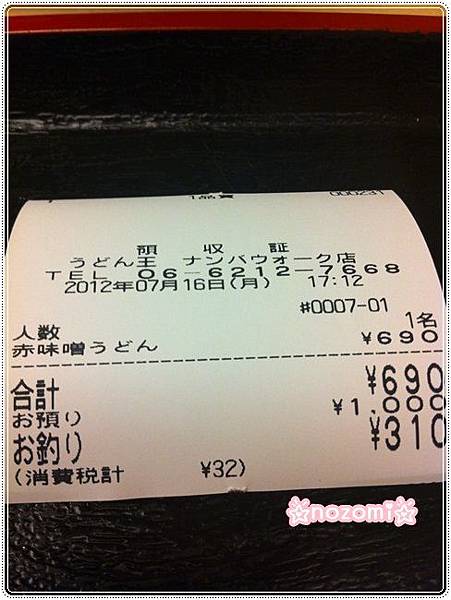 000231
領 収 証
うどん王 ナンバウォーク店
TEL 06-6212-7668
2012年07月16日(月) 17:12
#0007-01
人数 1名
赤味噌うどん ¥690
合計 ¥690
お預り ¥1,000
お釣り ¥310
(消費税計 ¥32)
nozomi